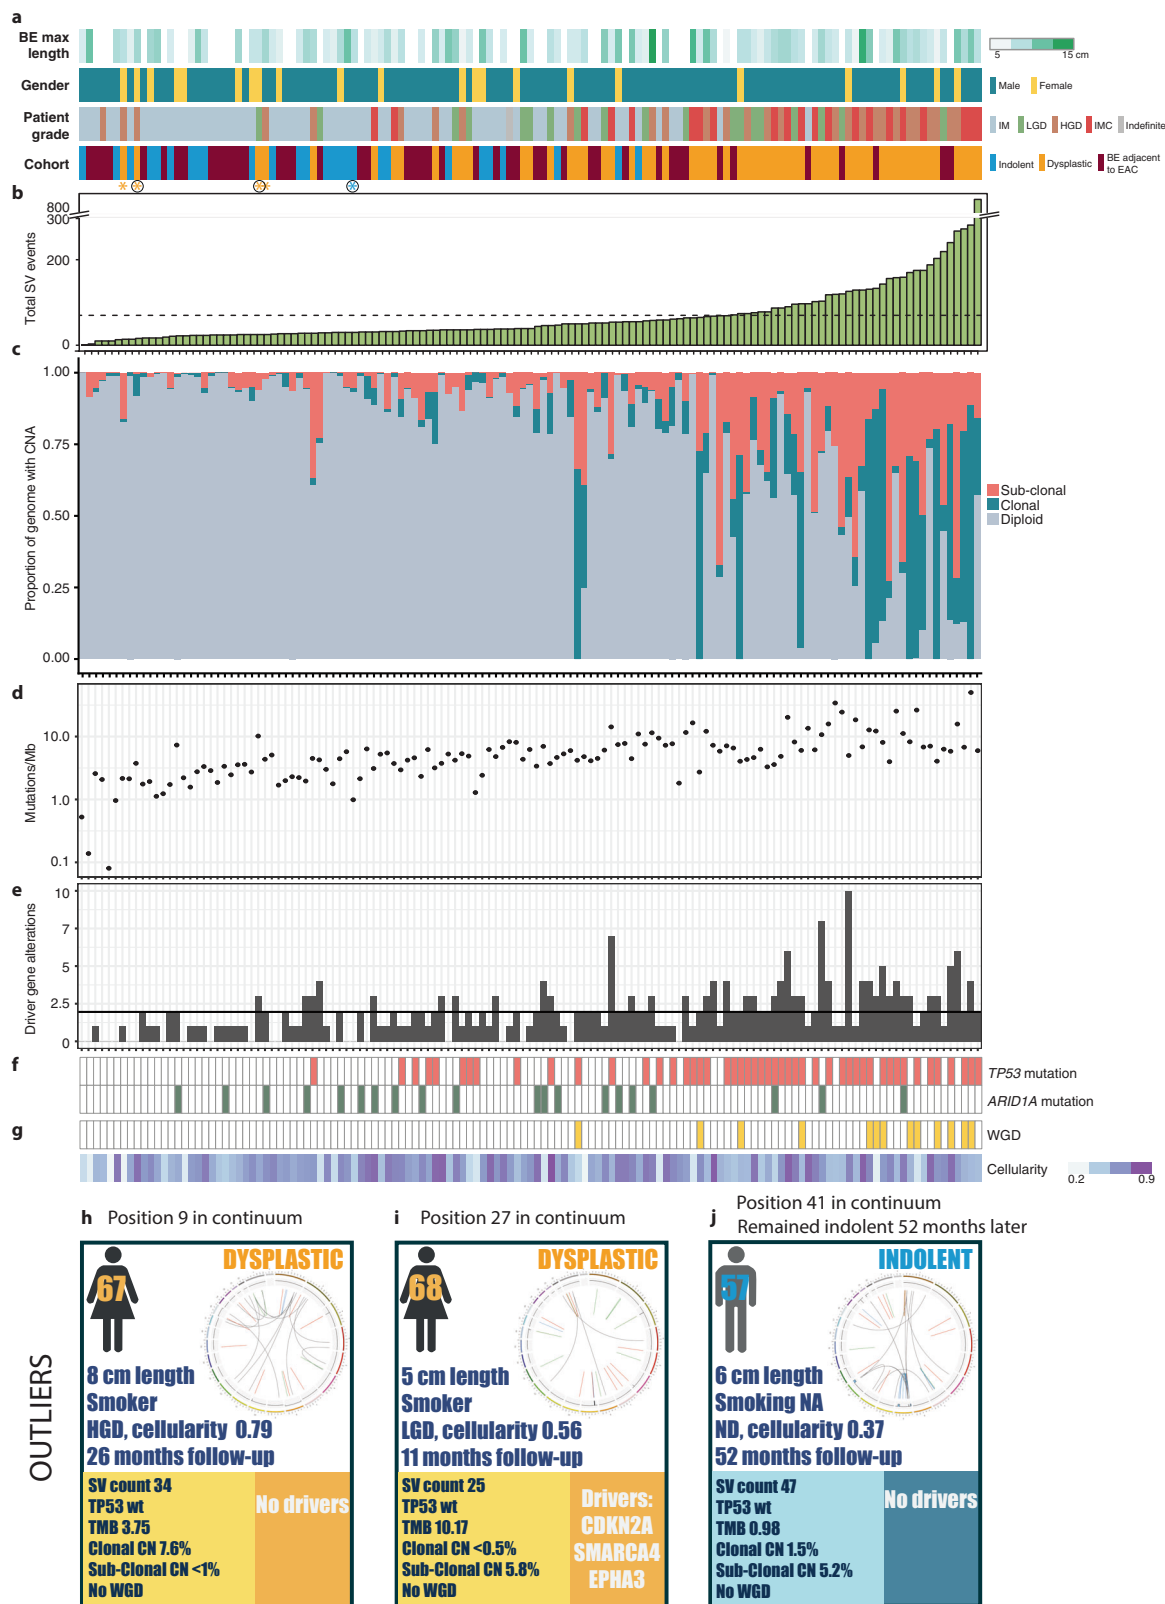 a
BE max
length
5
15 cm
Gender
Male
Female
Patient
grade
IM
LGD
HGD
IMC
Indefinite
Cohort
Indolent
Dysplastic
BE adjacent
to EAC
* * * * *
b
Total SV events
800
300
200
0
c
Proportion of genome with CNA
1.00
0.75
0.50
0.25
0.00
Sub-clonal
Clonal
Diploid
d
Mutations/Mb
10.0
1.0
0.1
e
Driver gene alterations
10
7
5
2.5
0
f
TP53 mutation
ARID1A mutation
g
WGD
Cellularity
0.2
0.9
OUTLIERS
h Position 9 in continuum
DYSPLASTIC
67
8 cm length
Smoker
HGD, cellularity 0.79
26 months follow-up
SV count 34
TP53 wt
TMB 3.75
Clonal CN 7.6%
Sub-Clonal CN <1%
No WGD
No drivers
i Position 27 in continuum
DYSPLASTIC
68
5 cm length
Smoker
LGD, cellularity 0.56
11 months follow-up
SV count 25
TP53 wt
TMB 10.17
Clonal CN <0.5%
Sub-Clonal CN 5.8%
No WGD
Drivers:
CDKN2A
SMARCA4
EPHA3
j Position 41 in continuum
Remained indolent 52 months later
INDOLENT
57
6 cm length
Smoking NA
ND, cellularity 0.37
52 months follow-up
SV count 47
TP53 wt
TMB 0.98
Clonal CN 1.5%
Sub-Clonal CN 5.2%
No WGD
No drivers